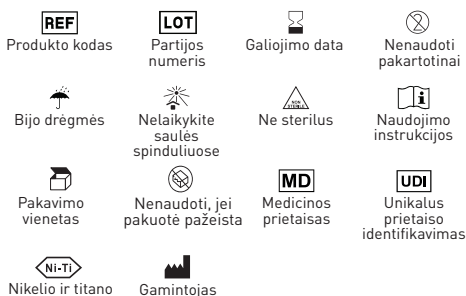 REF
LOT
Produkto kodas
Partijos
numeris
Galiojimo data
Nenaudoti
pakartotinai
2
Bijo drėgmės
Nelaikykite
saulės
spinduliuose
NON
STERILE
Ne sterilus
i
Naudojimo
instrukcijos
Pakavimo
vienetas
Nenaudoti, jei
pakuotė pažeista
MD
Medicinos
prietaisas
UDI
Unikalus
prietaiso
identifikavimas
Ni-Ti
Nikelio ir titano
Gamintojas